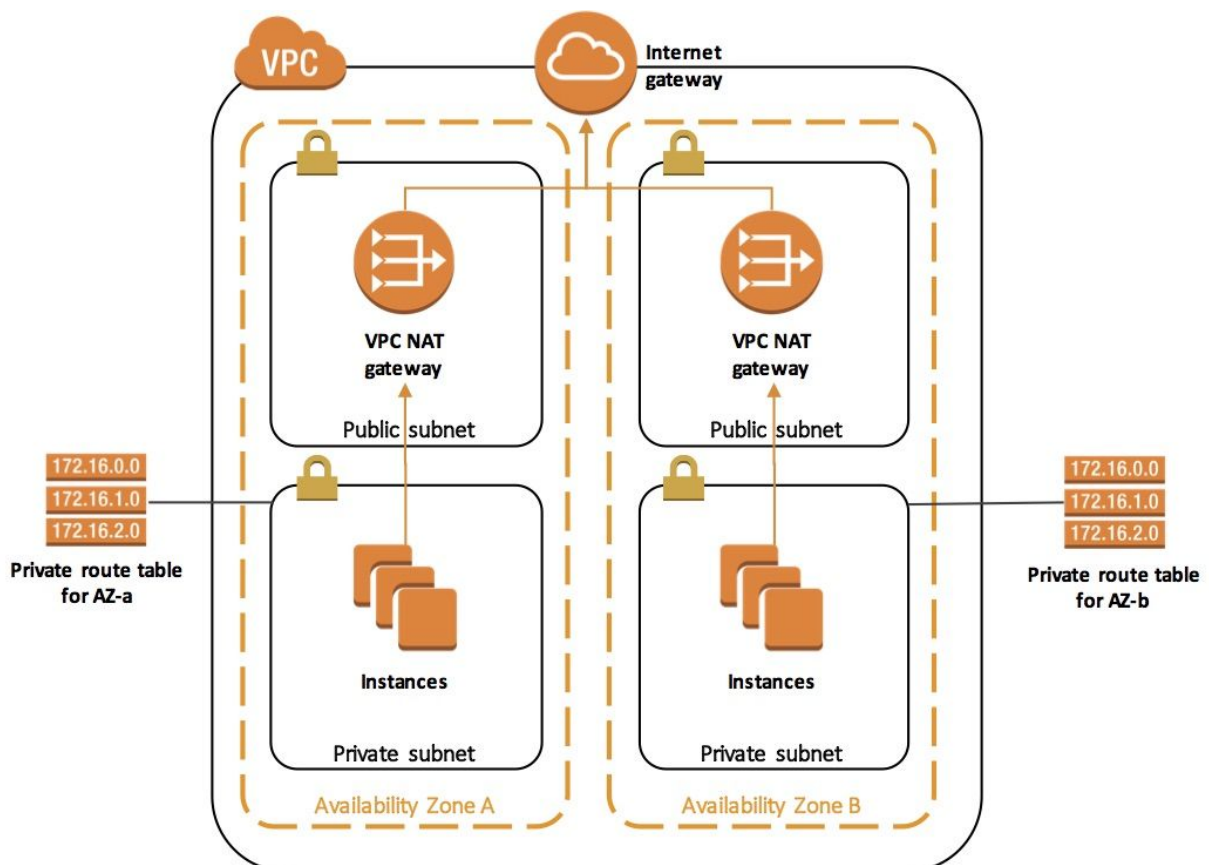 VPC
Internet
gateway
VPC NAT
gateway
Public subnet
VPC NAT
gateway
Public subnet
172.16.0.0
172.16.1.0
172.16.2.0
Private route table
for AZ-a
Instances
Private subnet
Availability Zone A
Instances
Private subnet
Availability Zone B
172.16.0.0
172.16.1.0
172.16.2.0
Private route table
for AZ-b